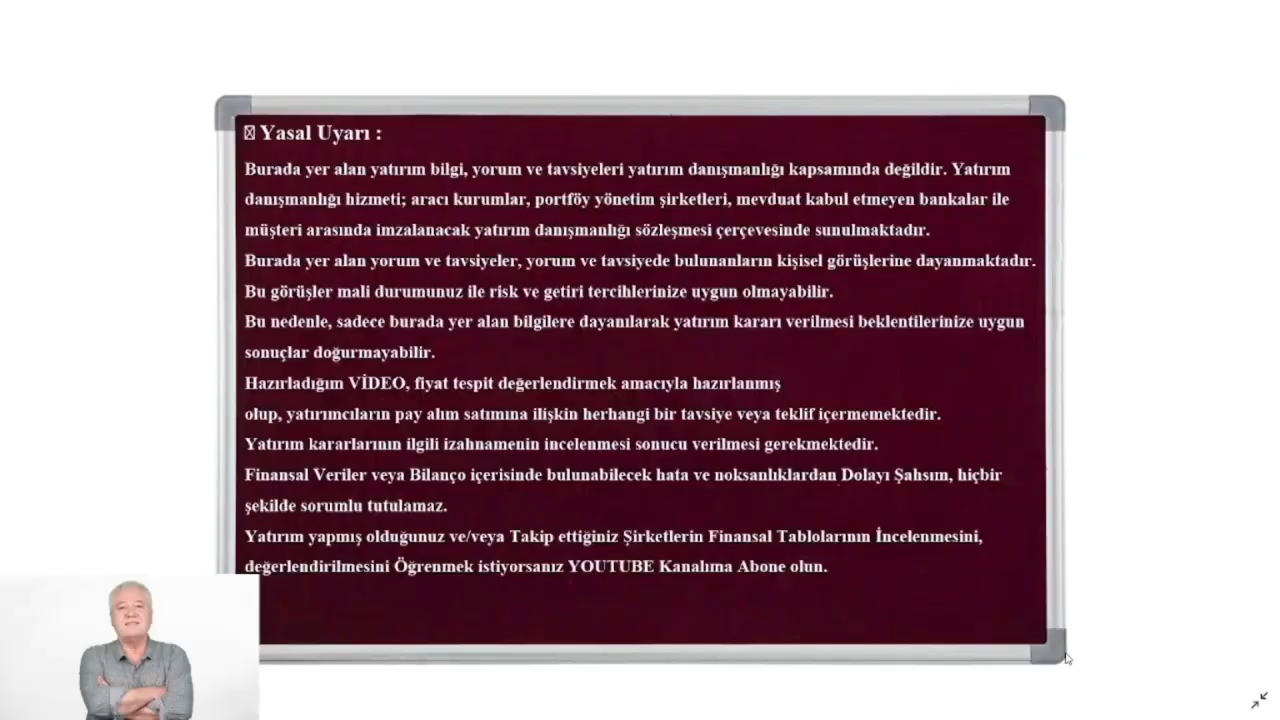 Yasal Uyarı :
Burada yer alan yatırım bilgi, yorum ve tavsiyeleri yatırım danışmanlığı kapsamında değildir. Yatırım
danışmanlığı hizmeti; aracı kurumlar, portföy yönetim şirketleri, mevduat kabul etmeyen bankalar ile
müşteri arasında imzalanacak yatırım danışmanlığı sözleşmesi çerçevesinde sunulmaktadır.
Burada yer alan yorum ve tavsiyeler, yorum ve tavsiyede bulunanların kişisel görüşlerine dayanmaktadır.
Bu görüşler mali durumunuz ile risk ve getiri tercihlerinize uygun olmayabilir.
Bu nedenle, sadece burada yer alan bilgilere dayanılarak yatırım kararı verilmesi beklentilerinize uygun
sonuçlar doğurmayabilir.
Hazırladığım VİDEO, fiyat tespit değerlendirmek amacıyla hazırlanmış
olup, yatırımcıların pay alım satımına ilişkin herhangi bir tavsiye veya teklif içermemektedir.
Yatırım kararlarının ilgili izahnamenin incelenmesi sonucu verilmesi gerekmektedir.
Finansal Veriler veya Bilanço içerisinde bulunabilecek hata ve noksanlıklardan Dolayı Şahsım, hiçbir
şekilde sorumlu tutulamaz.
Yatırım yapmış olduğunuz ve/veya Takip ettiğiniz Şirketlerin Finansal Tablolarının İncelenmesini,
değerlendirilmesini Öğrenmek istiyorsanız YOUTUBE Kanalıma Abone olun.